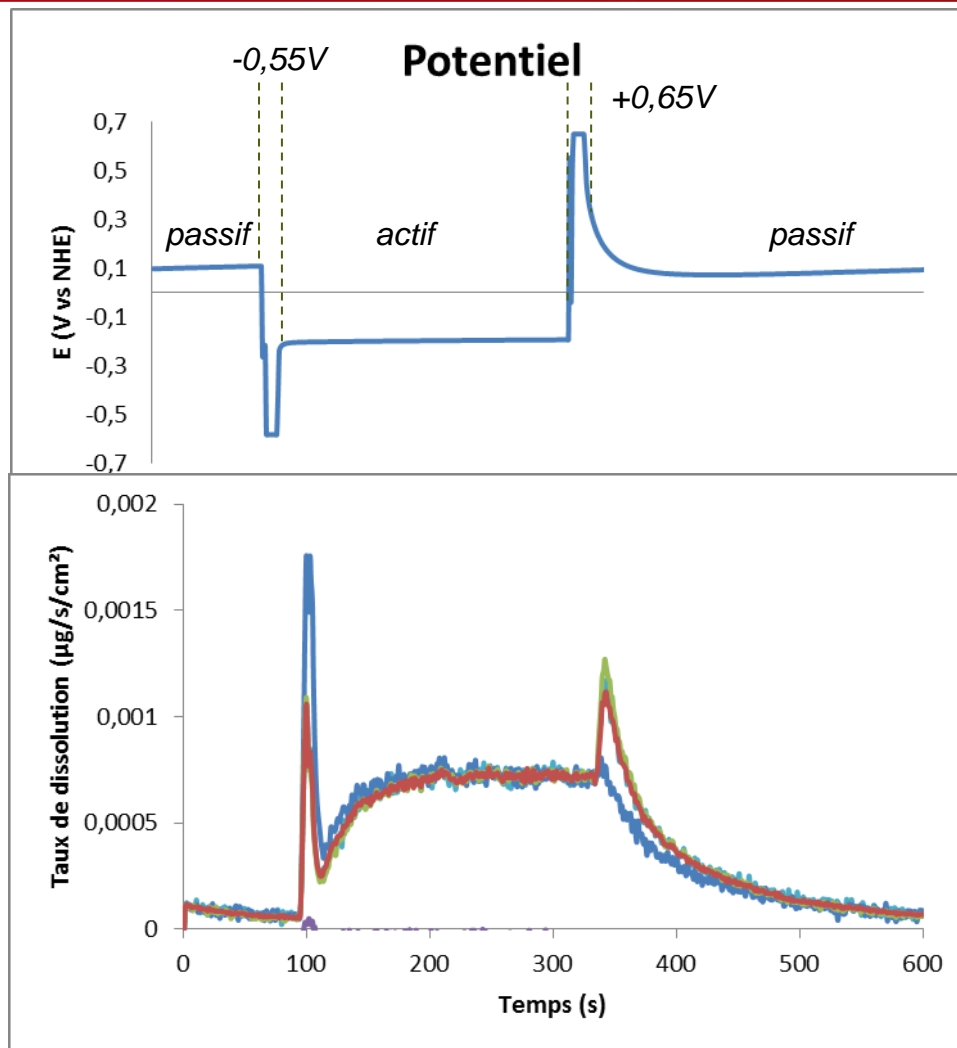 -0,55V
Potentiel
+0,65V
0,7
0,5
0,3
passif
actif
passif
0,1
-0,1
-0,3
-0,5
-0,7
E (V vs NHE)
0,002
0,0015
0,001
0,0005
0
Taux de dissolution (µg/s/cm²)
0 100 200 300 400 500 600
Temps (s)